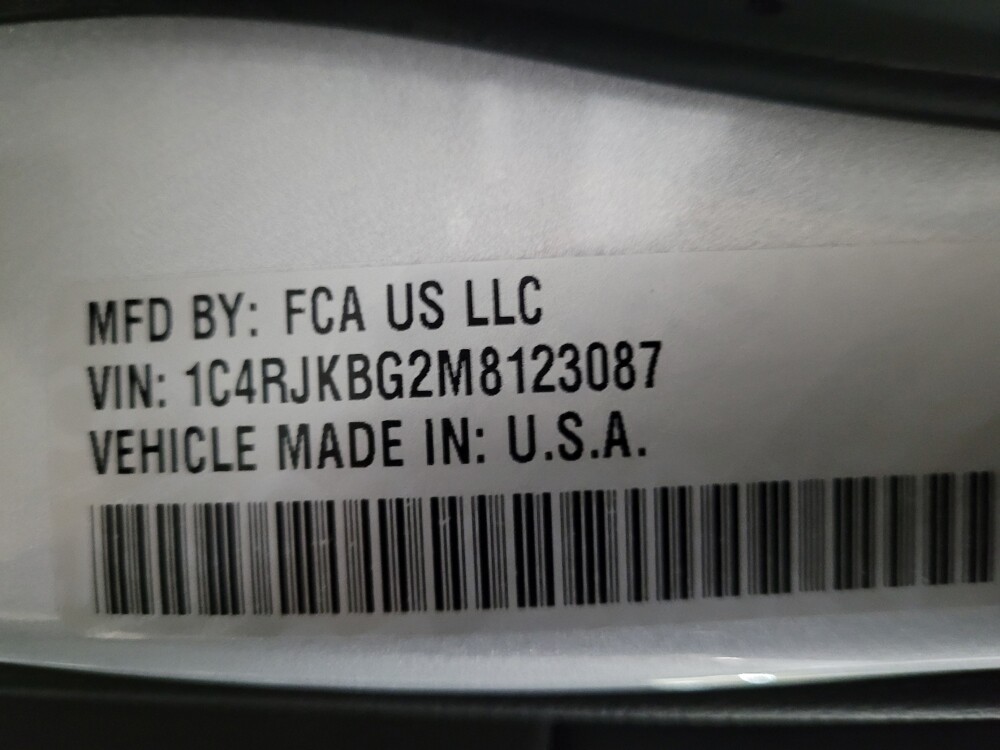 MFD BY: FCA US LLC
VIN: 1C4RJKBG2M8123087
VEHICLE MADE IN: U.S.A.